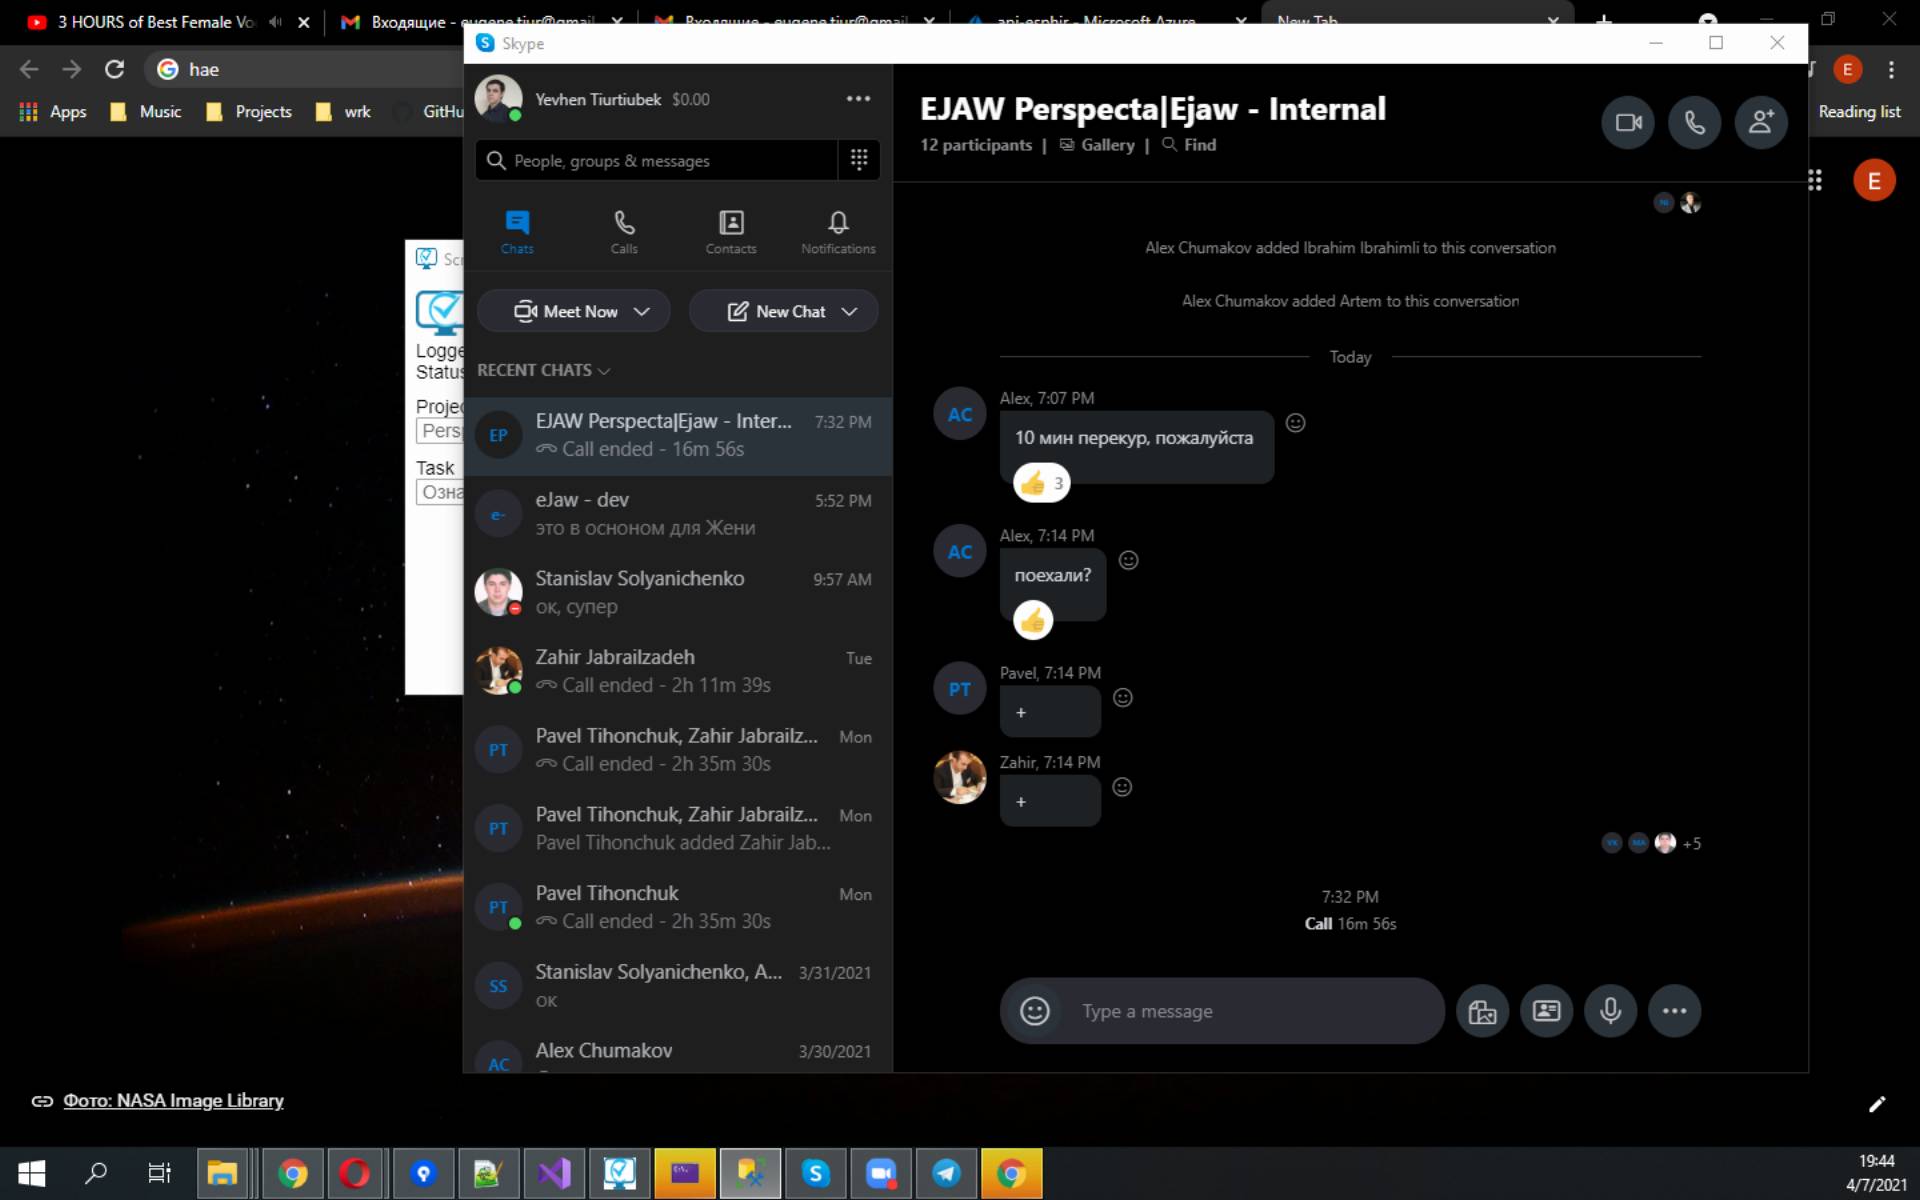 3 HOURS of Best Female Vo
Входящие - eugene.tiur@gmail
Входящие - eugene.tiur@gmail
api-esphir - Microsoft Azure
New Tab
hae
E
Apps
Music
Projects
wrk
GitHu
Reading list
E
Skype
Yevhen Tiurtiubek $0.00
People, groups & messages
Chats
Calls
Contacts
Notifications
Meet Now
New Chat
RECENT CHATS
EP
EJAW Perspecta|Ejaw - Inter... 7:32 PM
Call ended - 16m 56s
e-
eJaw - dev 5:52 PM
это в осноном для Жени
Stanislav Solyanichenko 9:57 AM
ок, супер
Zahir Jabrailzadeh Tue
Call ended - 2h 11m 39s
PT
Pavel Tihonchuk, Zahir Jabrailz... Mon
Call ended - 2h 35m 30s
PT
Pavel Tihonchuk, Zahir Jabrailz... Mon
Pavel Tihonchuk added Zahir Jab...
PT
Pavel Tihonchuk Mon
Call ended - 2h 35m 30s
SS
Stanislav Solyanichenko, A... 3/31/2021
ок
AC
Alex Chumakov 3/30/2021
Scr
Logge
Status
Projec
Pers
Task
Озна
EJAW Perspecta|Ejaw - Internal
12 participants | Gallery | Find
Alex Chumakov added Ibrahim Ibrahimli to this conversation
Alex Chumakov added Artem to this conversation
Today
AC
Alex, 7:07 PM
10 мин перекур, пожалуйста
3
AC
Alex, 7:14 PM
поехали?
PT
Pavel, 7:14 PM
+
Zahir, 7:14 PM
+
VK MA +5
7:32 PM
Call 16m 56s
Type a message
Фото: NASA Image Library
19:44
4/7/2021